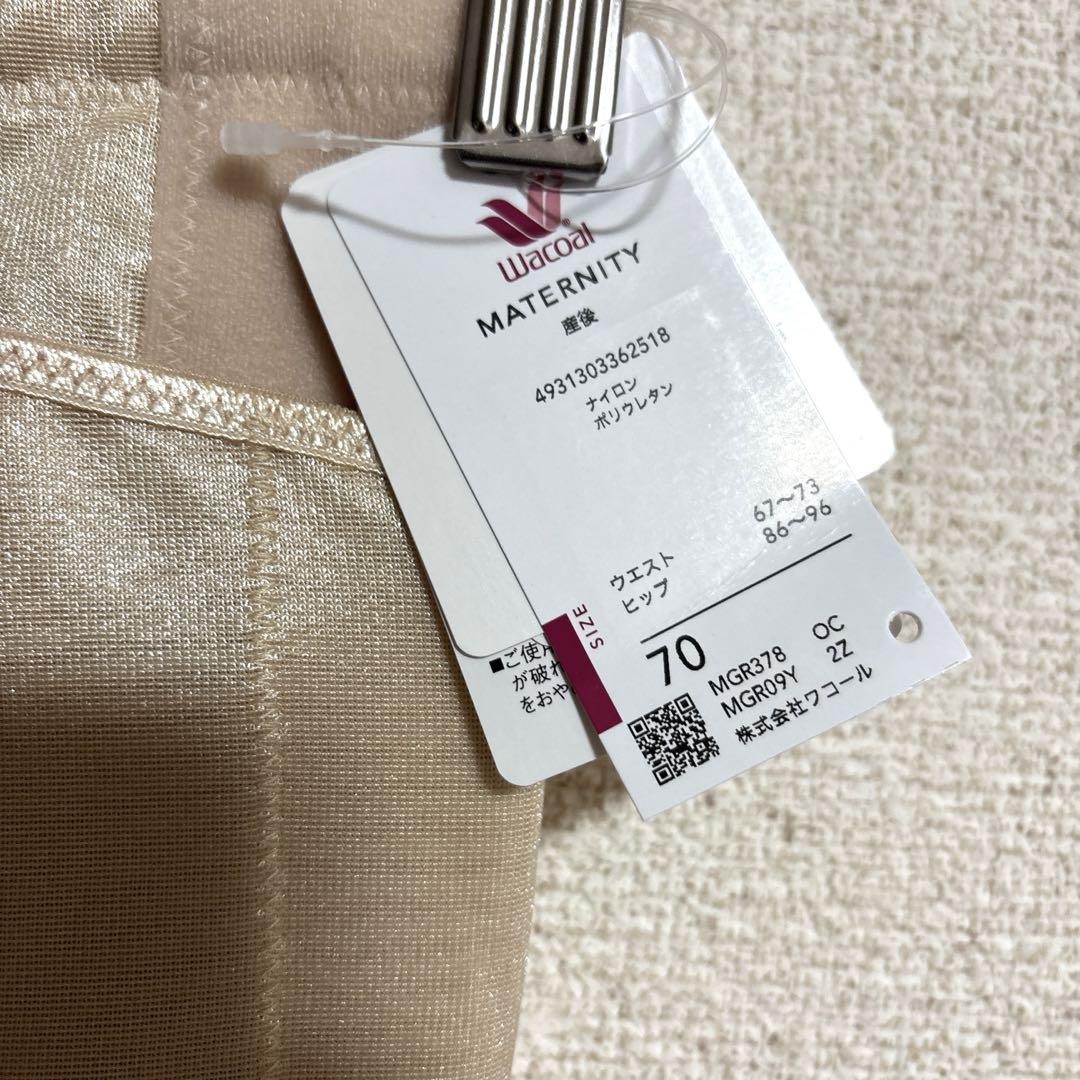 Wacoal®
MATERNITY
産後
4931303362518
ナイロン
ポリウレタン
ウエスト 67〜73
ヒップ 86〜96
SIZE
70
MGR378 OC
MGR09Y 2Z
株式会社ワコール
■ご使
が破れ
をおや